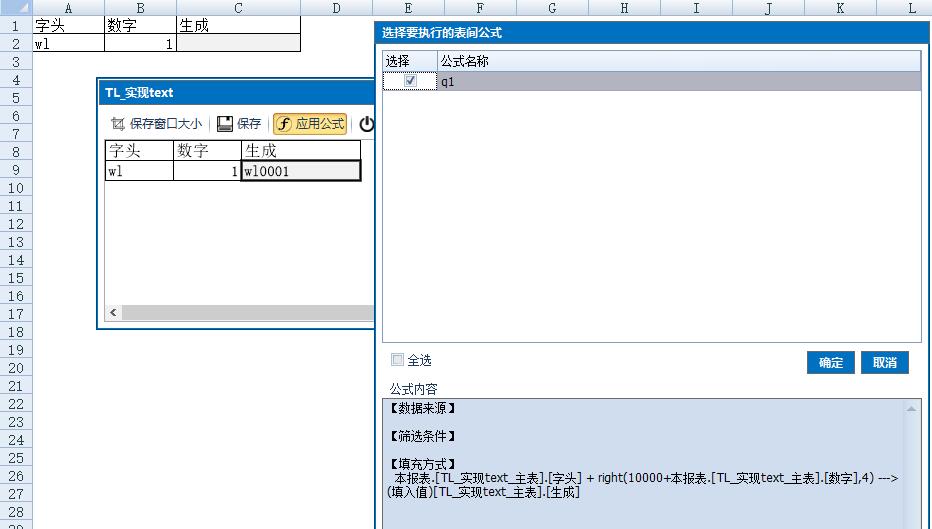 A B C D E F G H I J K L
1 字头 数字 生成
2 wl 1
3
4
5
6
7
8
9
10
11
12
13
14
15
16
17
18
19
20
21
22
23
24
25
26
27
28
29
TL_实现text
保存窗口大小 保存 应用公式
字头 数字 生成
wl 1 wl0001
选择要执行的表间公式
选择 公式名称
q1
全选
确定 取消
公式内容
【数据来源】
【筛选条件】
【填充方式】
本报表.[TL_实现text_主表].[字头] + right(10000+本报表.[TL_实现text_主表].[数字],4) --->
(填入值)[TL_实现text_主表].[生成]